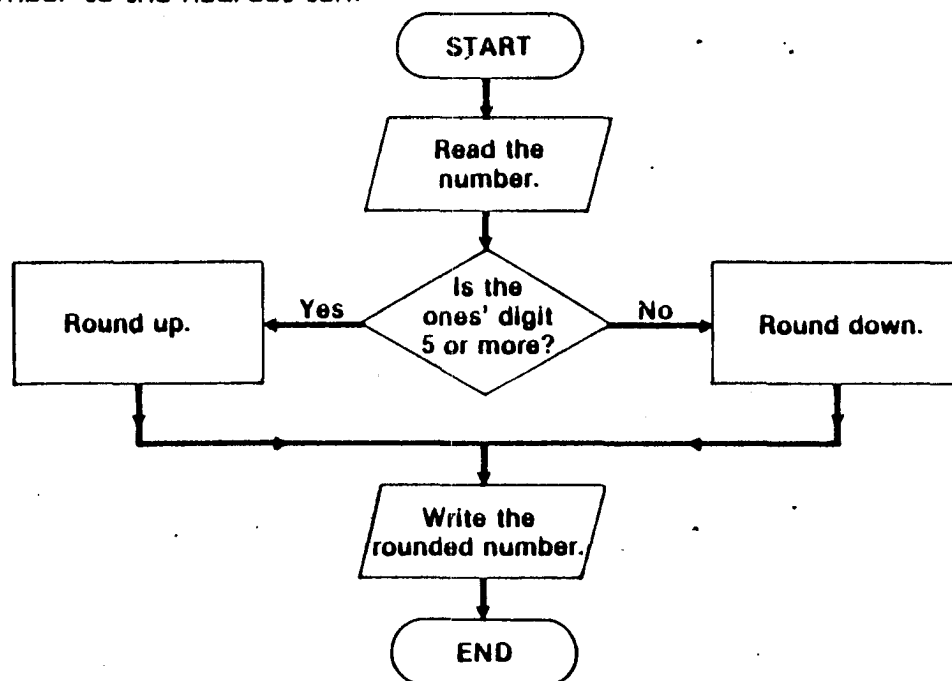 START
Read the
number.
Is the
ones' digit
5 or more?
Yes
No
Round up.
Round down.
Write the
rounded number.
END